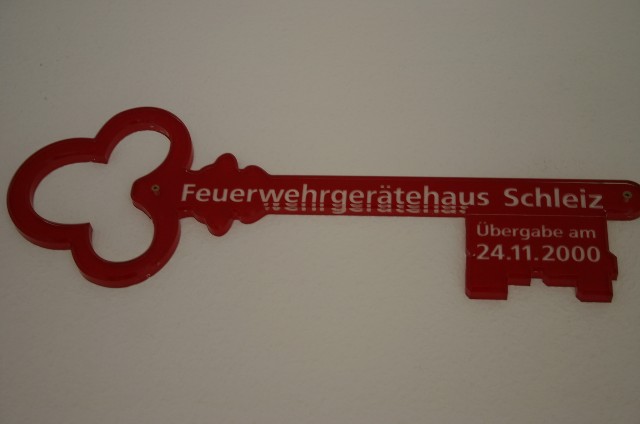 Feuerwehrgerätehaus Schleiz
Übergabe am
24.11.2000